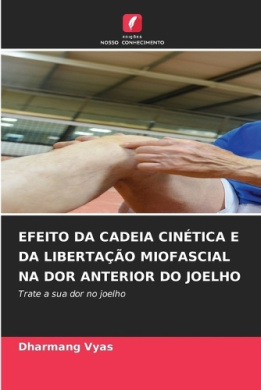 edições
NOSSO CONHECIMENTO
EFEITO DA CADEIA CINÉTICA E
DA LIBERTAÇÃO MIOFASCIAL
NA DOR ANTERIOR DO JOELHO
Trate a sua dor no joelho
Dharmang Vyas